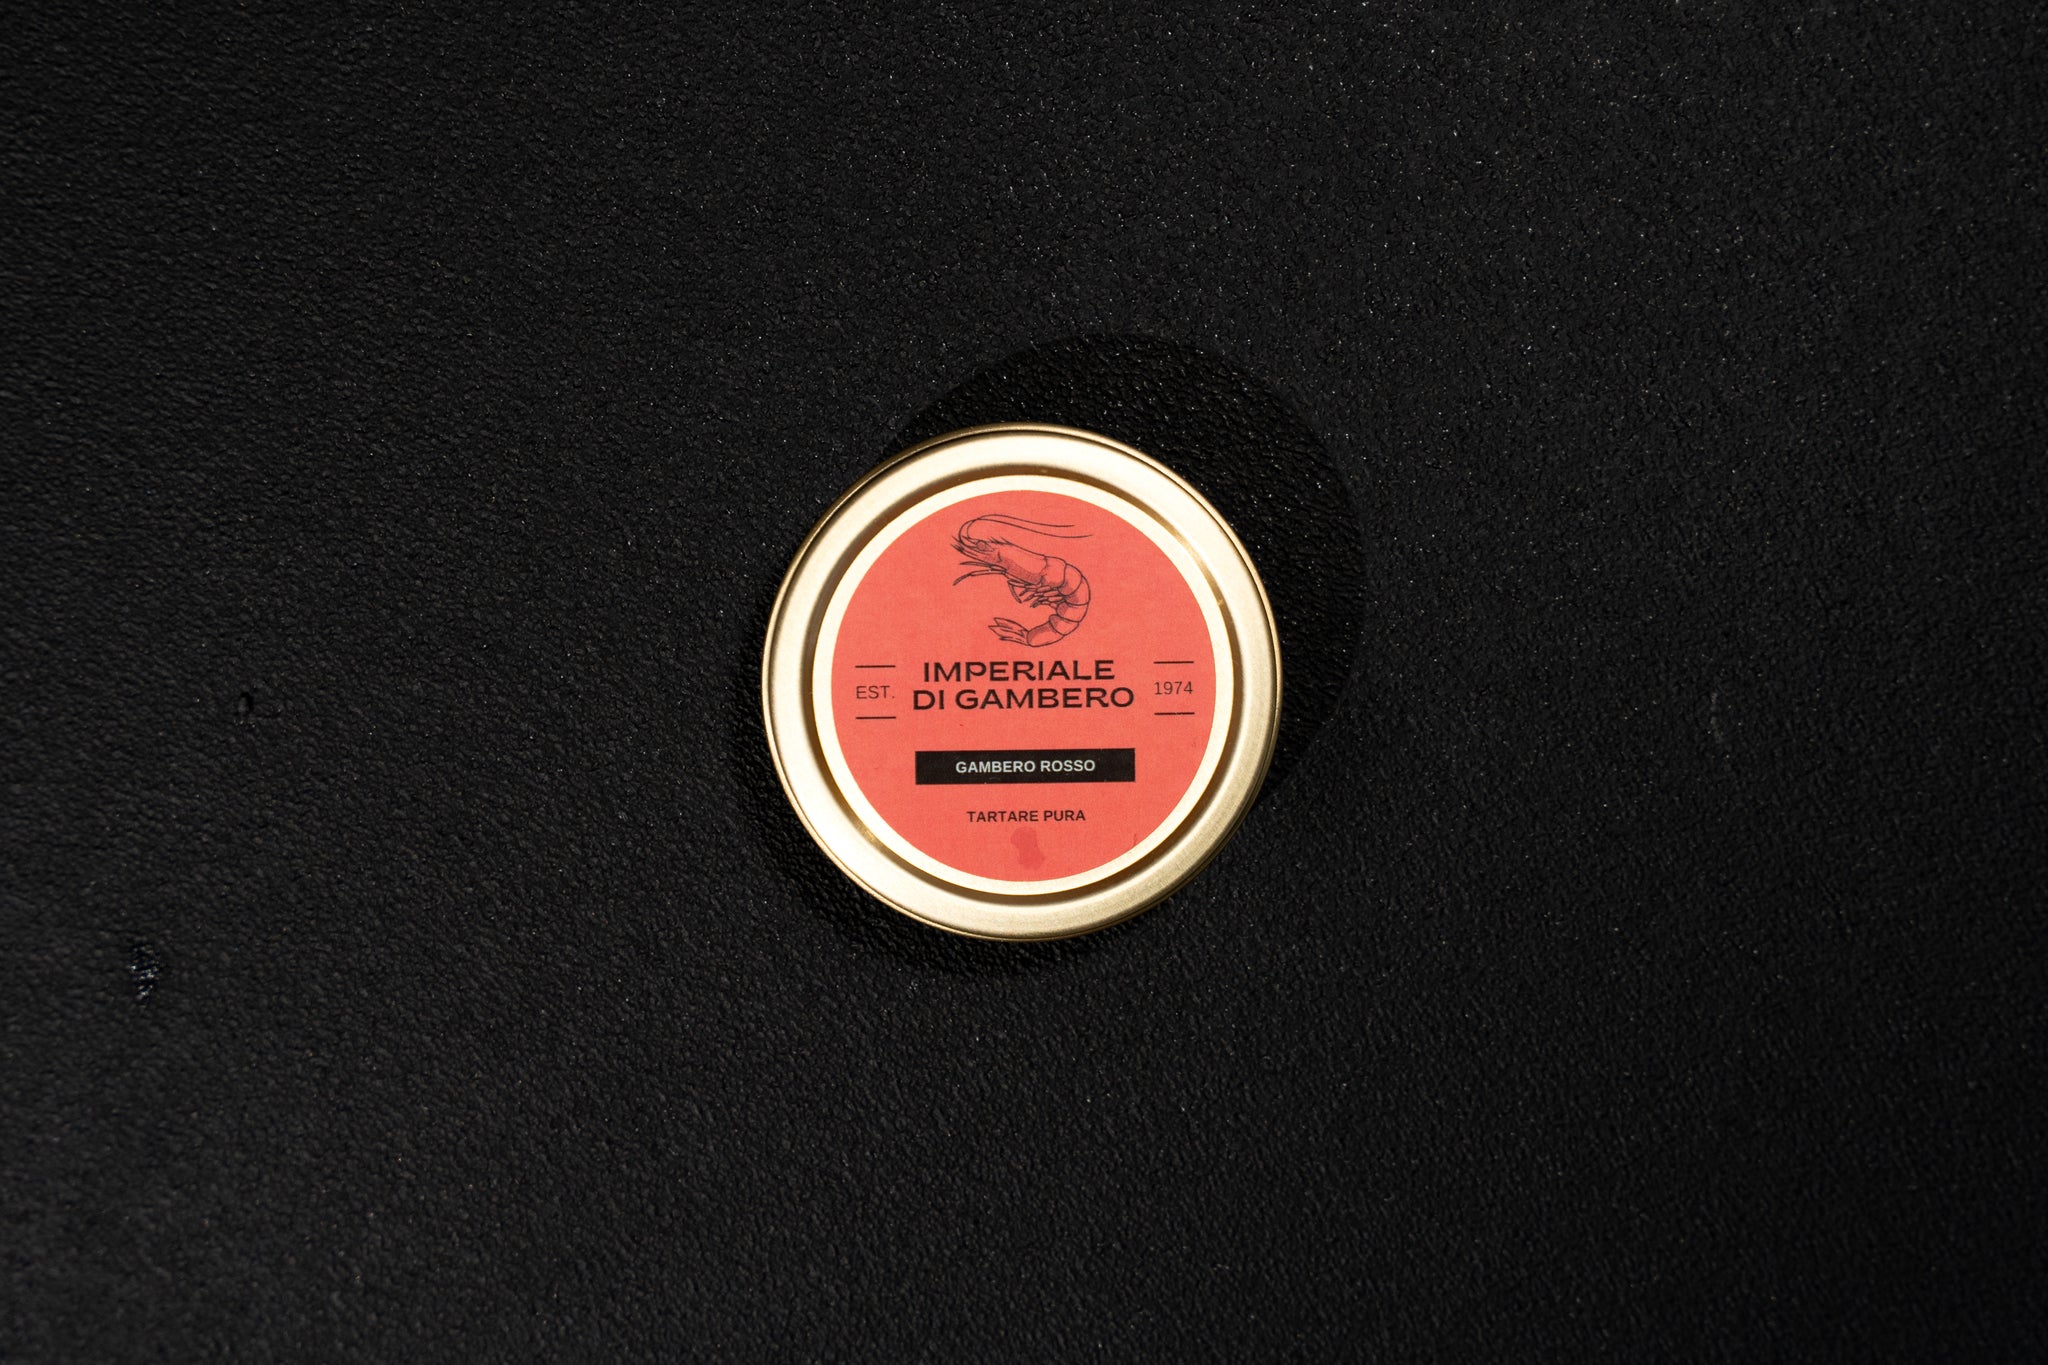 IMPERIALE
DI GAMBERO
EST.
1974
GAMBERO ROSSO
TARTARE PURA